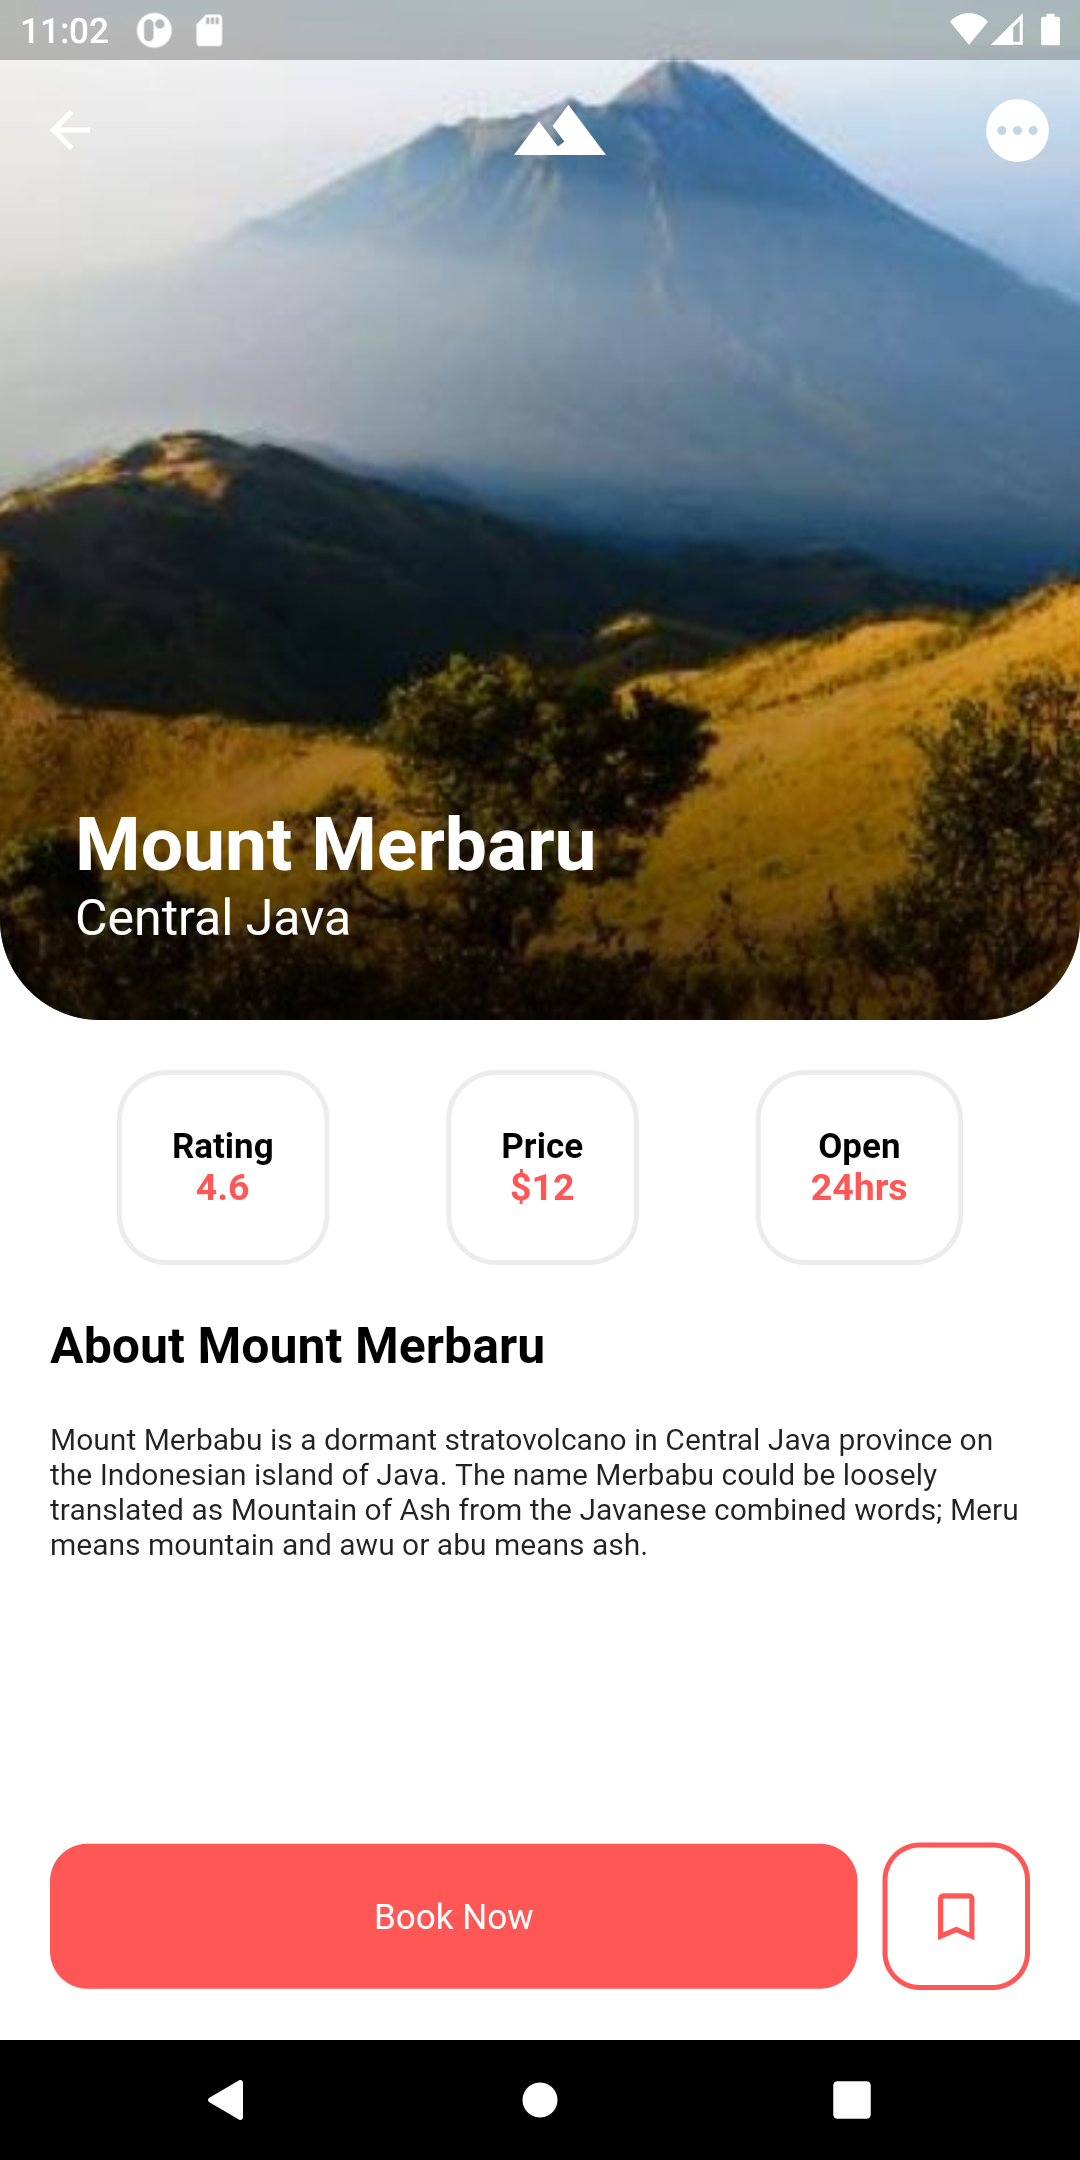 11:02
Mount Merbaru
Central Java
Rating
4.6
Price
$12
Open
24hrs
About Mount Merbaru
Mount Merbabu is a dormant stratovolcano in Central Java province on
the Indonesian island of Java. The name Merbabu could be loosely
translated as Mountain of Ash from the Javanese combined words; Meru
means mountain and awu or abu means ash.
Book Now